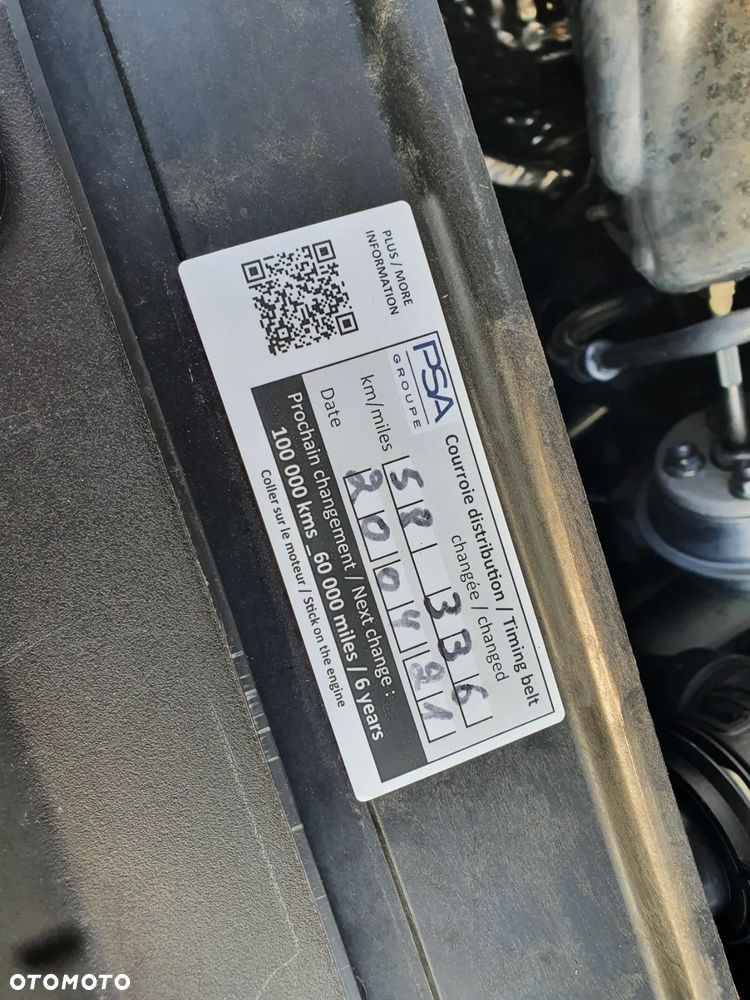 PLUS / MORE
INFORMATION
PSA
GROUPE
Courroie distribution / Timing belt
changée / changed
km/miles 58 336
Date 20 04 21
Prochain changement / Next change :
100 000 kms _60 000 miles / 6 years
Coller sur le moteur / Stick on the engine
OTOMOTO